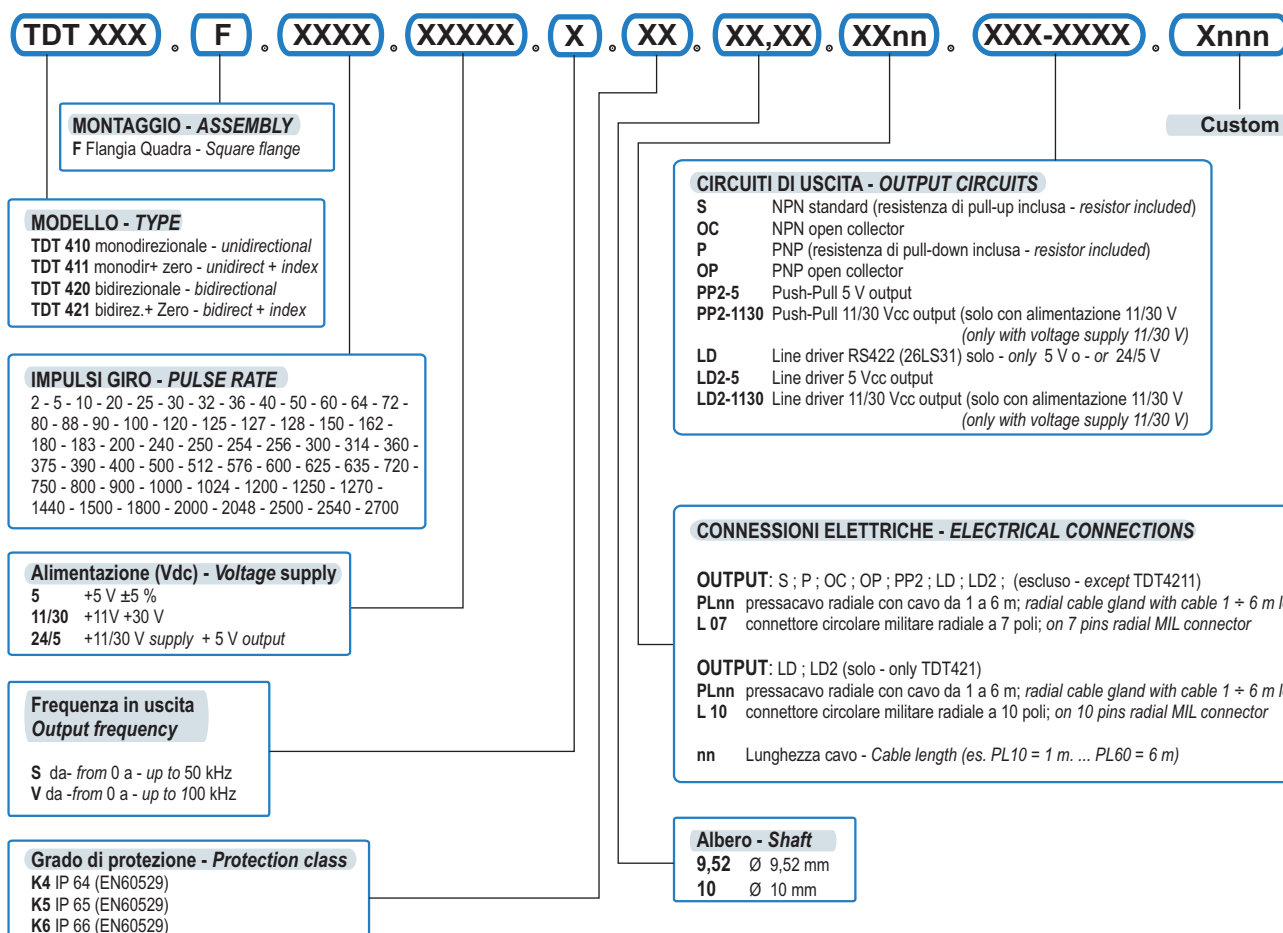 TDT XXX . F . XXXX . XXXXX . X . XX . XX,XX . XXnn . XXX-XXXX . Xnnn
MONTAGGIO - ASSEMBLY
F Flangia Quadra - Square flange
MODELLO - TYPE
TDT 410 monodirezionale - unidirectional
TDT 411 monodir+ zero - unidirect + index
TDT 420 bidirezionale - bidirectional
TDT 421 bidirez.+ Zero - bidirect + index
IMPULSI GIRO - PULSE RATE
2 - 5 - 10 - 20 - 25 - 30 - 32 - 36 - 40 - 50 - 60 - 64 - 72 -
80 - 88 - 90 - 100 - 120 - 125 - 127 - 128 - 150 - 162 -
180 - 183 - 200 - 240 - 250 - 254 - 256 - 300 - 314 - 360 -
375 - 390 - 400 - 500 - 512 - 576 - 600 - 625 - 635 - 720 -
750 - 800 - 900 - 1000 - 1024 - 1200 - 1250 - 1270 -
1440 - 1500 - 1800 - 2000 - 2048 - 2500 - 2540 - 2700
Alimentazione (Vdc) - Voltage supply
5 +5 V ±5 %
11/30 +11V +30 V
24/5 +11/30 V supply + 5 V output
Frequenza in uscita
Output frequency
S da- from 0 a - up to 50 kHz
V da -from 0 a - up to 100 kHz
Grado di protezione - Protection class
K4 IP 64 (EN60529)
K5 IP 65 (EN60529)
K6 IP 66 (EN60529)
Custom
CIRCUITI DI USCITA - OUTPUT CIRCUITS
S NPN standard (resistenza di pull-up inclusa - resistor included)
OC NPN open collector
P PNP (resistenza di pull-down inclusa - resistor included)
OP PNP open collector
PP2-5 Push-Pull 5 V output
PP2-1130 Push-Pull 11/30 Vcc output (solo con alimentazione 11/30 V
(only with voltage supply 11/30 V)
LD Line driver RS422 (26LS31) solo - only 5 V o - or 24/5 V
LD2-5 Line driver 5 Vcc output
LD2-1130 Line driver 11/30 Vcc output (solo con alimentazione 11/30 V
(only with voltage supply 11/30 V)
CONNESSIONI ELETTRICHE - ELECTRICAL CONNECTIONS
OUTPUT: S ; P ; OC ; OP ; PP2 ; LD ; LD2 ; (escluso - except TDT4211)
PLnn pressacavo radiale con cavo da 1 a 6 m; radial cable gland with cable 1 ÷ 6 m
L 07 connettore circolare militare radiale a 7 poli; on 7 pins radial MIL connector
OUTPUT: LD ; LD2 (solo - only TDT421)
PLnn pressacavo radiale con cavo da 1 a 6 m; radial cable gland with cable 1 ÷ 6 m
L 10 connettore circolare militare radiale a 10 poli; on 10 pins radial MIL connector
nn Lunghezza cavo - Cable length (es. PL10 = 1 m. ... PL60 = 6 m)
Albero - Shaft
9,52 Ø 9,52 mm
10 Ø 10 mm